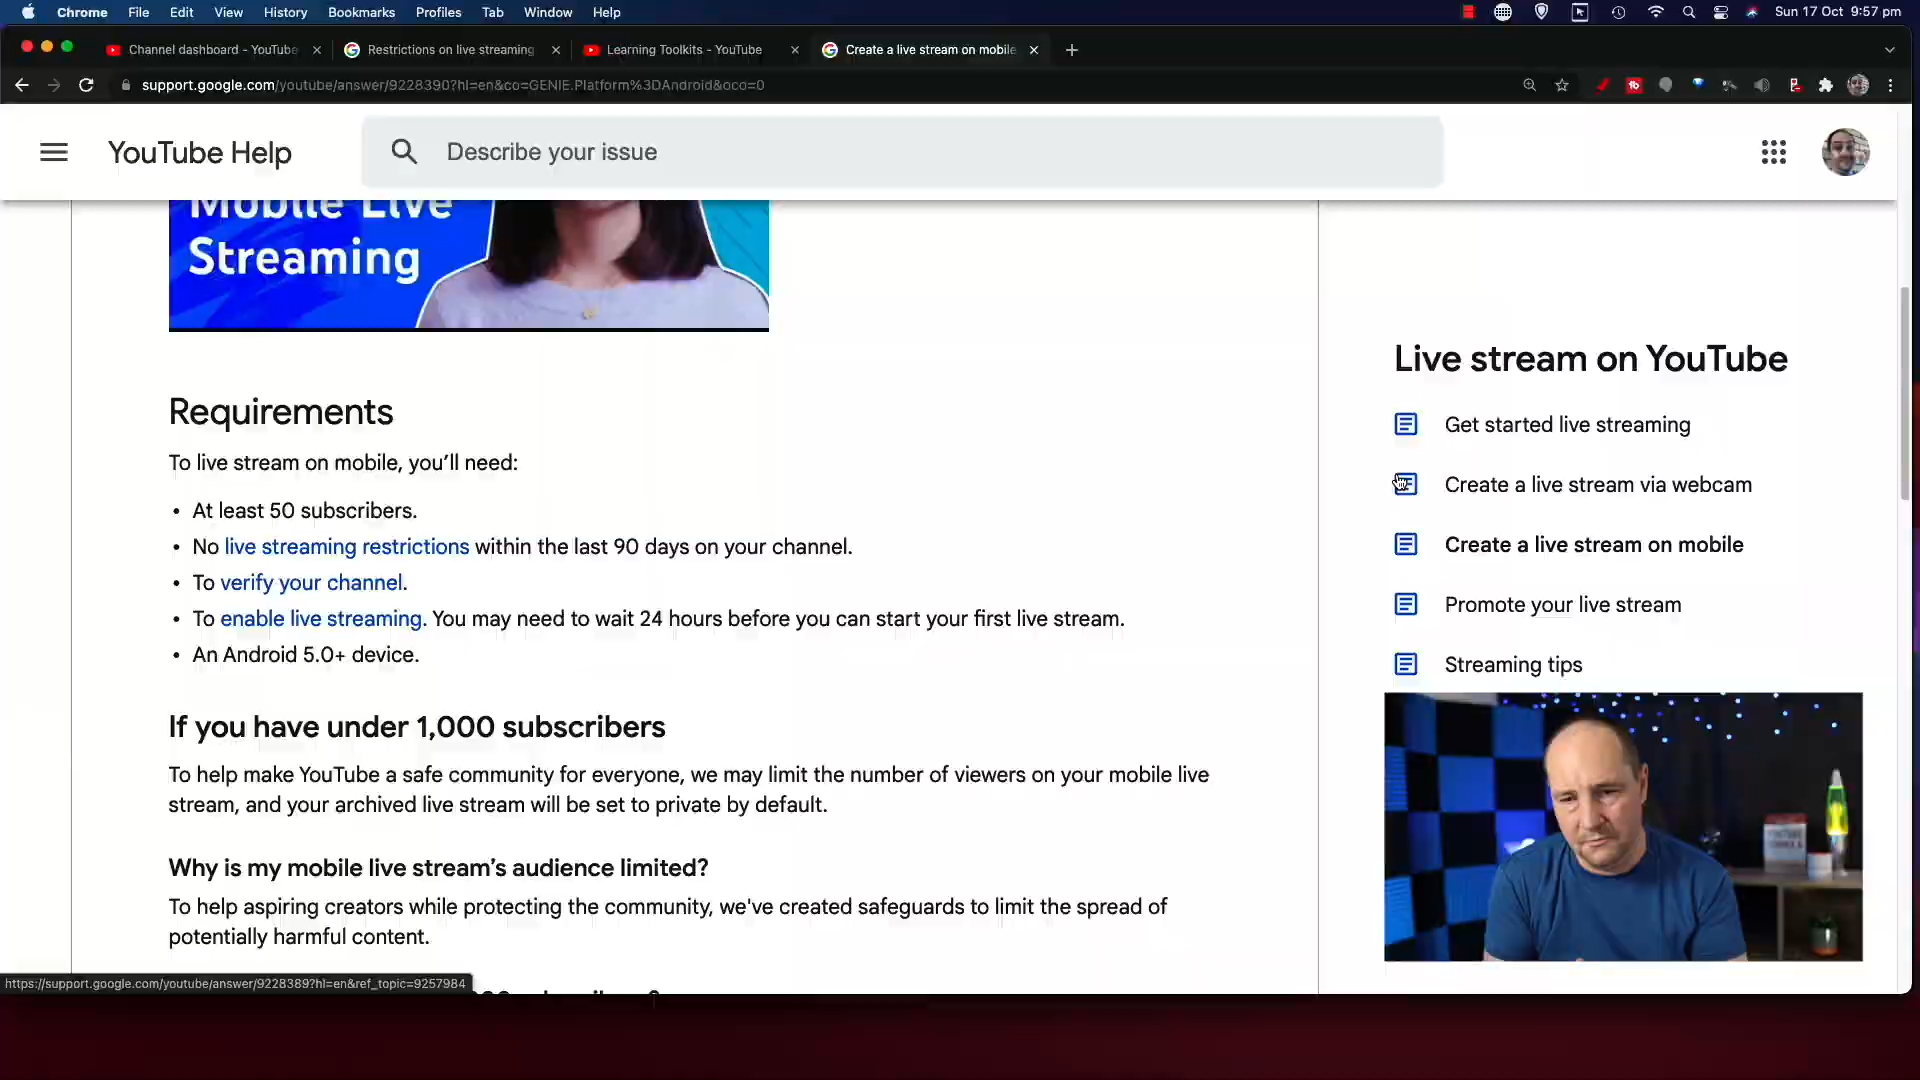 Chrome File Edit View History Bookmarks Profiles Tab Window Help Sun 17 Oct 9:57 pm
Channel dashboard - YouTube Restrictions on live streaming Learning Toolkits - YouTube Create a live stream on mobile
support.google.com/youtube/answer/9228390?hl=en&co=GENIE.Platform%3DAndroid&oco=0
YouTube Help
Describe your issue
Mobile Live
Streaming
Requirements
To live stream on mobile, you’ll need:
• At least 50 subscribers.
• No live streaming restrictions within the last 90 days on your channel.
• To verify your channel.
• To enable live streaming. You may need to wait 24 hours before you can start your first live stream.
• An Android 5.0+ device.
If you have under 1,000 subscribers
To help make YouTube a safe community for everyone, we may limit the number of viewers on your mobile live
stream, and your archived live stream will be set to private by default.
Why is my mobile live stream’s audience limited?
To help aspiring creators while protecting the community, we've created safeguards to limit the spread of
potentially harmful content.
https://support.google.com/youtube/answer/9228389?hl=en&ref_topic=9257984
Live stream on YouTube
Get started live streaming
Create a live stream via webcam
Create a live stream on mobile
Promote your live stream
Streaming tips